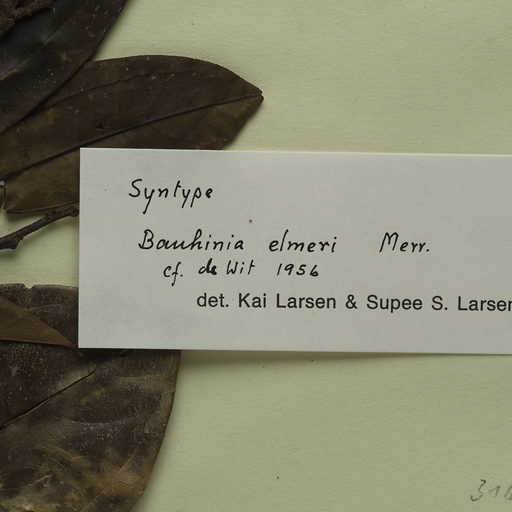 Syntype
Bauhinia elmeri Merr.
cf. de Wit 1956
det. Kai Larsen & Supee S. Larsen